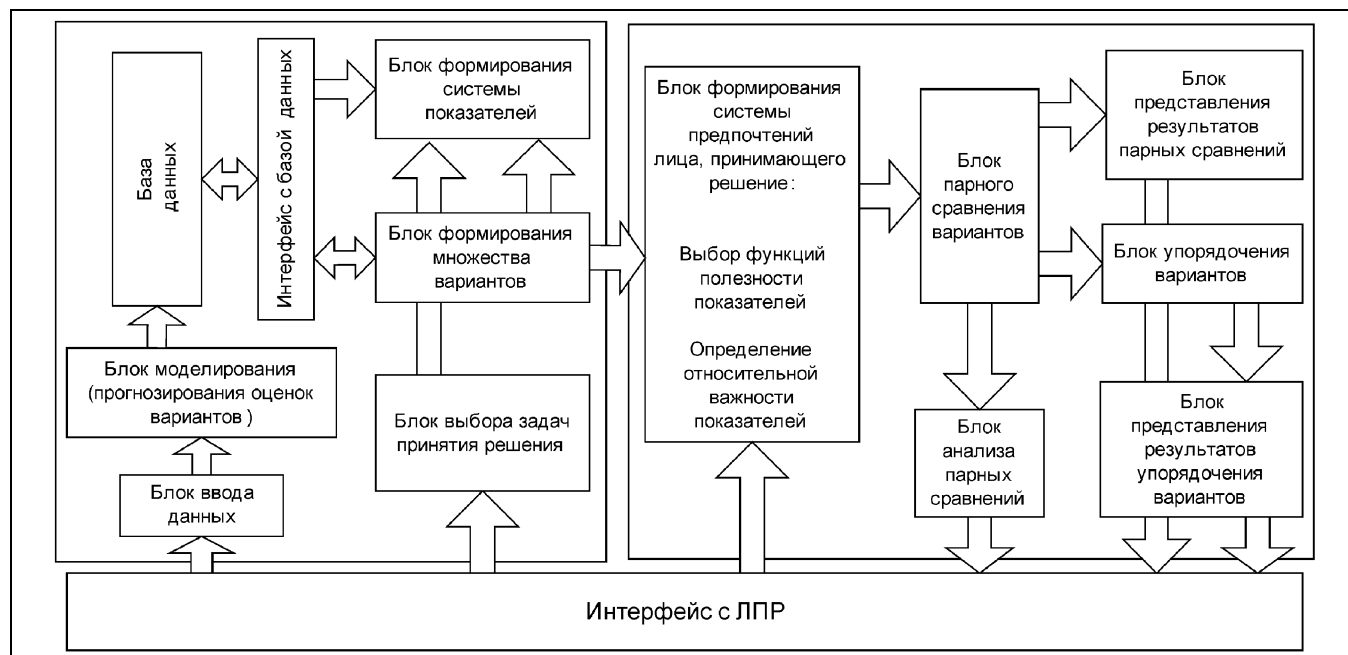 База
данных
Интерфейс с базой данных
Блок формирования
системы
показателей
Блок формирования
множества
вариантов
Блок моделирования
(прогнозирования оценок
вариантов)
Блок ввода
данных
Блок выбора задач
принятия решения
Блок формирования
системы
предпочтений
лица, принимающего
решение:
Выбор функций
полезности
показателей
Определение
относительной
важности
показателей
Блок
парного
сравнения
вариантов
Блок
анализа
парных
сравнений
Блок
представления
результатов
парных сравнений
Блок упорядочения
вариантов
Блок
представления
результатов
упорядочения
вариантов
Интерфейс с ЛПР